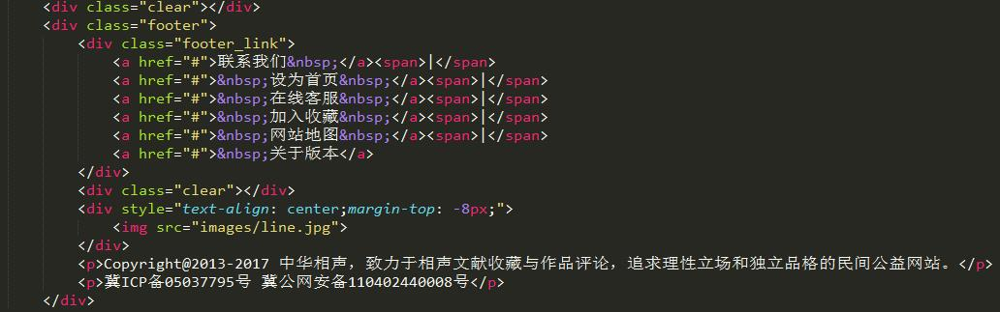 <div class="clear"></div>
<div class="footer">
<div class="footer_link">
<a href="#">联系我们&nbsp;</a><span>|</span>
<a href="#">&nbsp;设为首页&nbsp;</a><span>|</span>
<a href="#">&nbsp;在线客服&nbsp;</a><span>|</span>
<a href="#">&nbsp;加入收藏&nbsp;</a><span>|</span>
<a href="#">&nbsp;网站地图&nbsp;</a><span>|</span>
<a href="#">&nbsp;关于版本</a>
</div>
<div class="clear"></div>
<div style="text-align: center;margin-top: -8px;">
<img src="images/line.jpg">
</div>
<p>Copyright@2013-2017 中华相声，致力于相声文献收藏与作品评论，追求理性立场和独立品格的民间公益网站。</p>
<p>冀ICP备05037795号 冀公网安备110402440008号</p>
</div>